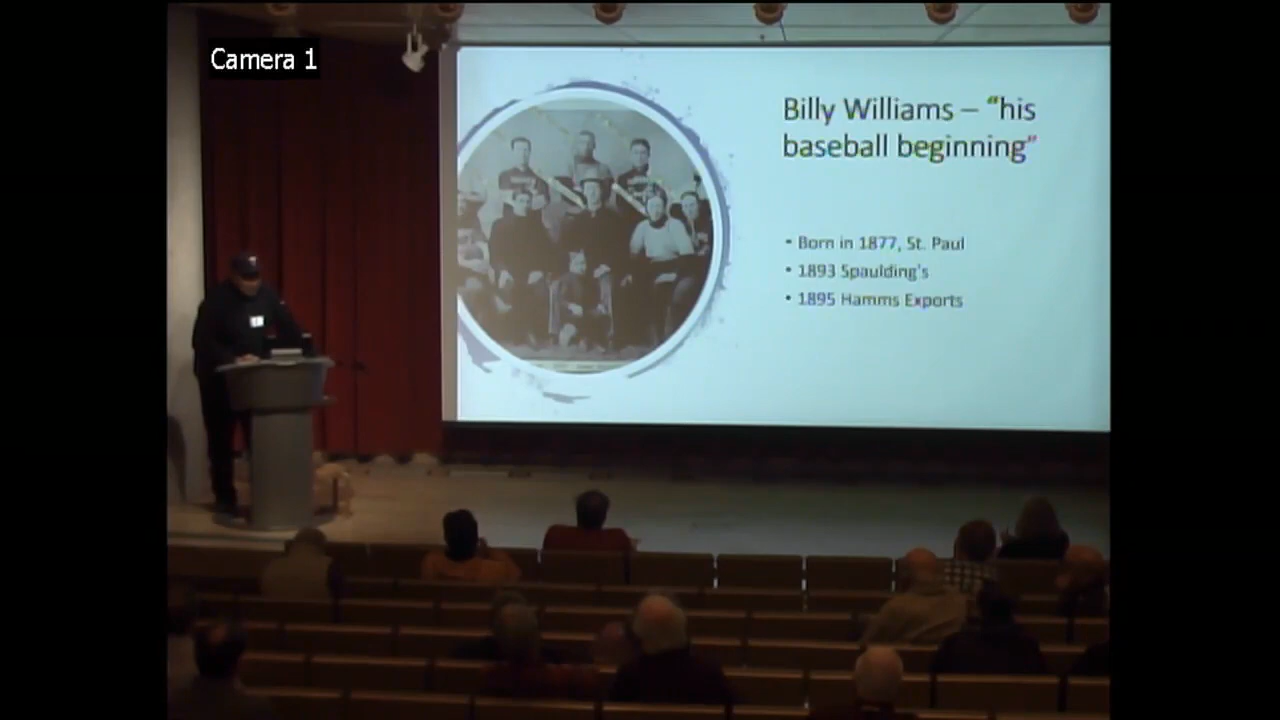 Camera 1
Billy Williams – “his
baseball beginning”
• Born in 1877, St. Paul
• 1893 Spaulding's
• 1895 Hamms Exports